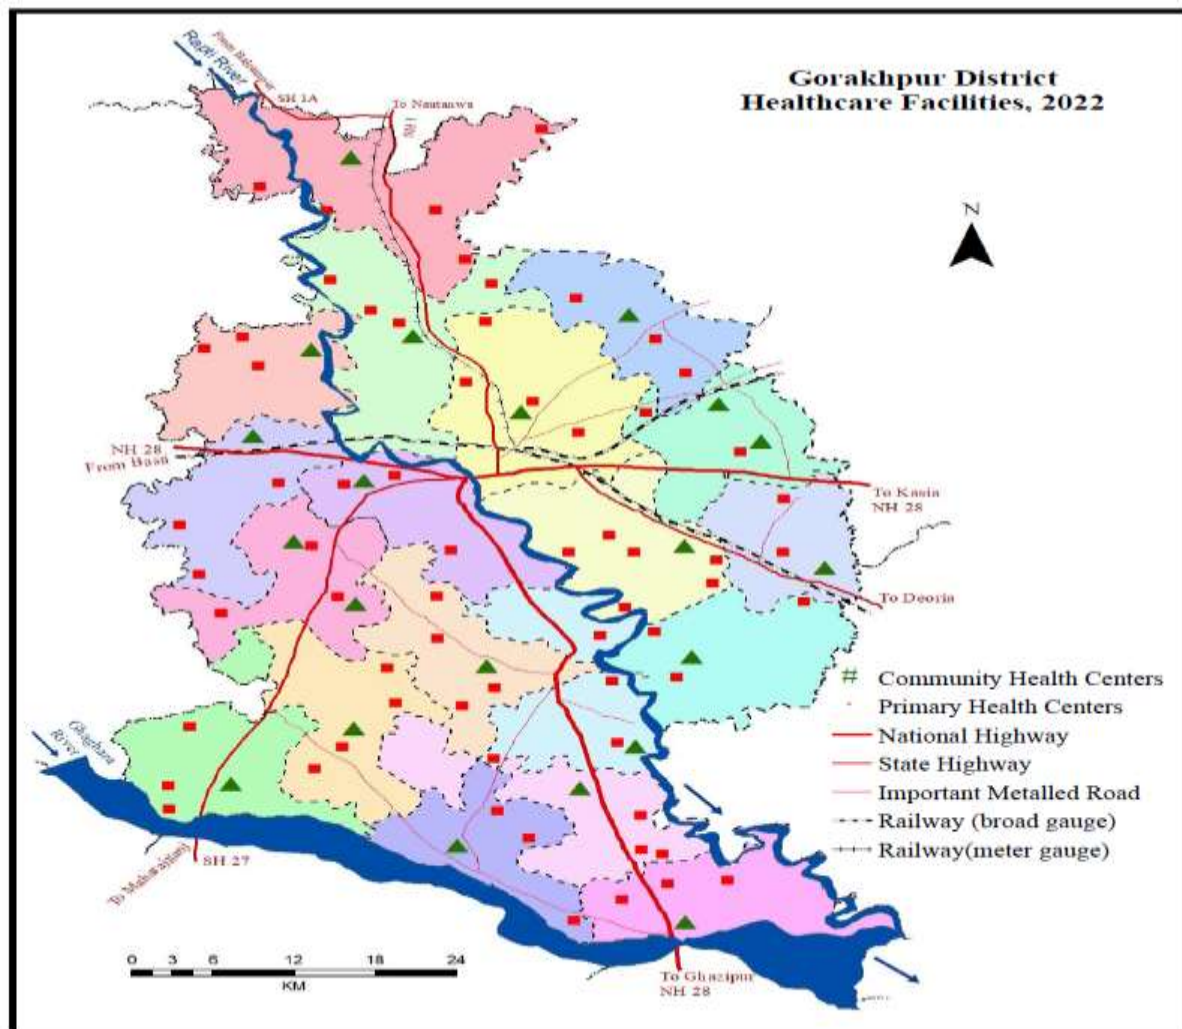 Gorakhpur District
Healthcare Facilities, 2022
Rapti River
SH 1A
To Nautanwa
N
NH 28
From Basti
To Kasia
NH 28
To Deoria
# Community Health Centers
Primary Health Centers
National Highway
State Highway
Important Metalled Road
Railway (broad gauge)
Railway(meter gauge)
Ghaghara
River
To Maharajganj
SH 27
0 3 6 12 18 24
KM
To Ghazipur
NH 28